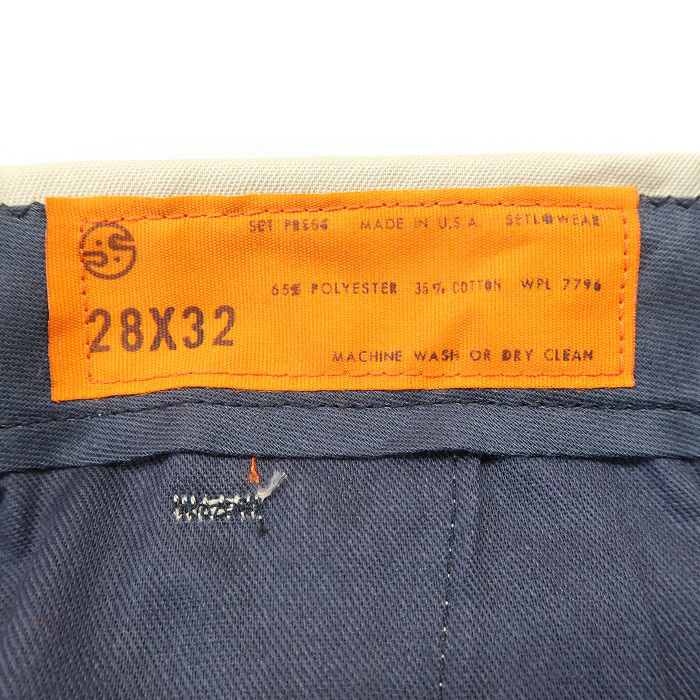 SET PRESS MADE IN U.S.A. SETLOWEAR
65% POLYESTER 35% COTTON WPL 7796
28X32
MACHINE WASH OR DRY CLEAN